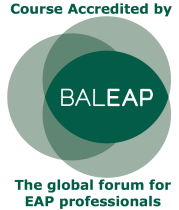 Course Accredited by
BALEAP
The global forum for
EAP professionals